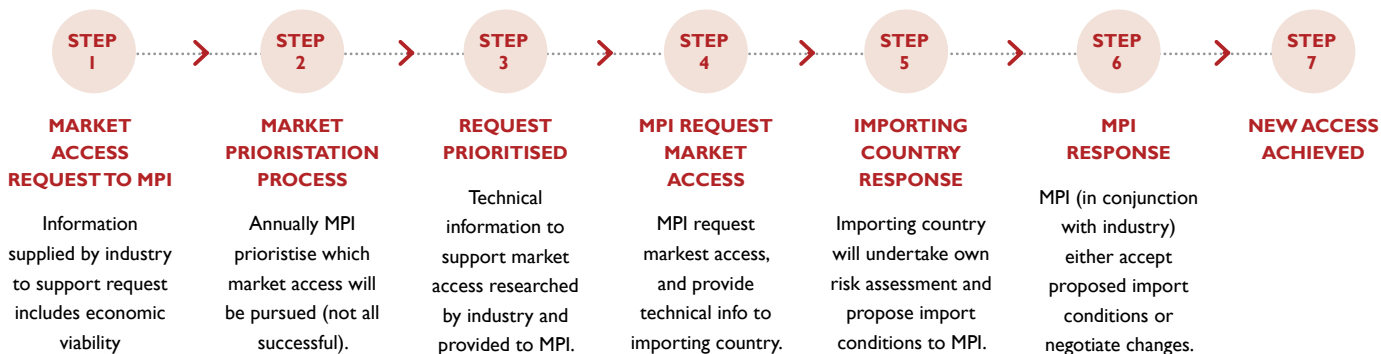 STEP
1
MARKET
ACCESS
REQUEST TO MPI
Information
supplied by industry
to support request
includes economic
viability
STEP
2
MARKET
PRIORISTATION
PROCESS
Annually MPI
prioristise which
market access will
be pursued (not all
successful).
STEP
3
REQUEST
PRIORITISED
Technical
information to
support market
access researched
by industry and
provided to MPI.
STEP
4
MPI REQUEST
MARKET
ACCESS
MPI request
markest access,
and provide
technical info to
importing country.
STEP
5
IMPORTING
COUNTRY
RESPONSE
Importing country
will undertake own
risk assessment and
propose import
conditions to MPI.
STEP
6
MPI
RESPONSE
MPI (in conjunction
with industry)
either accept
proposed import
conditions or
negotiate changes.
STEP
7
NEW ACCESS
ACHIEVED